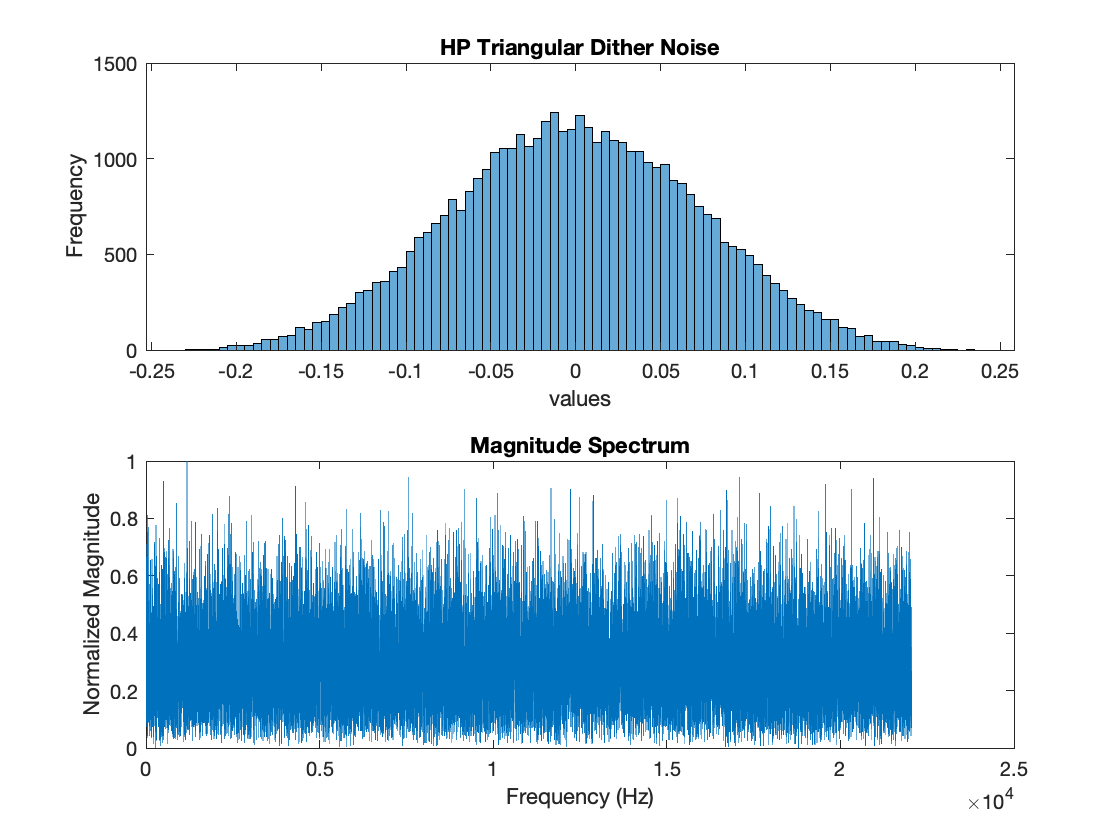 HP Triangular Dither Noise
1500
1000
500
0
Frequency
-0.25 -0.2 -0.15 -0.1 -0.05 0 0.05 0.1 0.15 0.2 0.25
values
Magnitude Spectrum
1
0.8
0.6
0.4
0.2
0
Normalized Magnitude
0 0.5 1 1.5 2 2.5
Frequency (Hz)
×10⁴